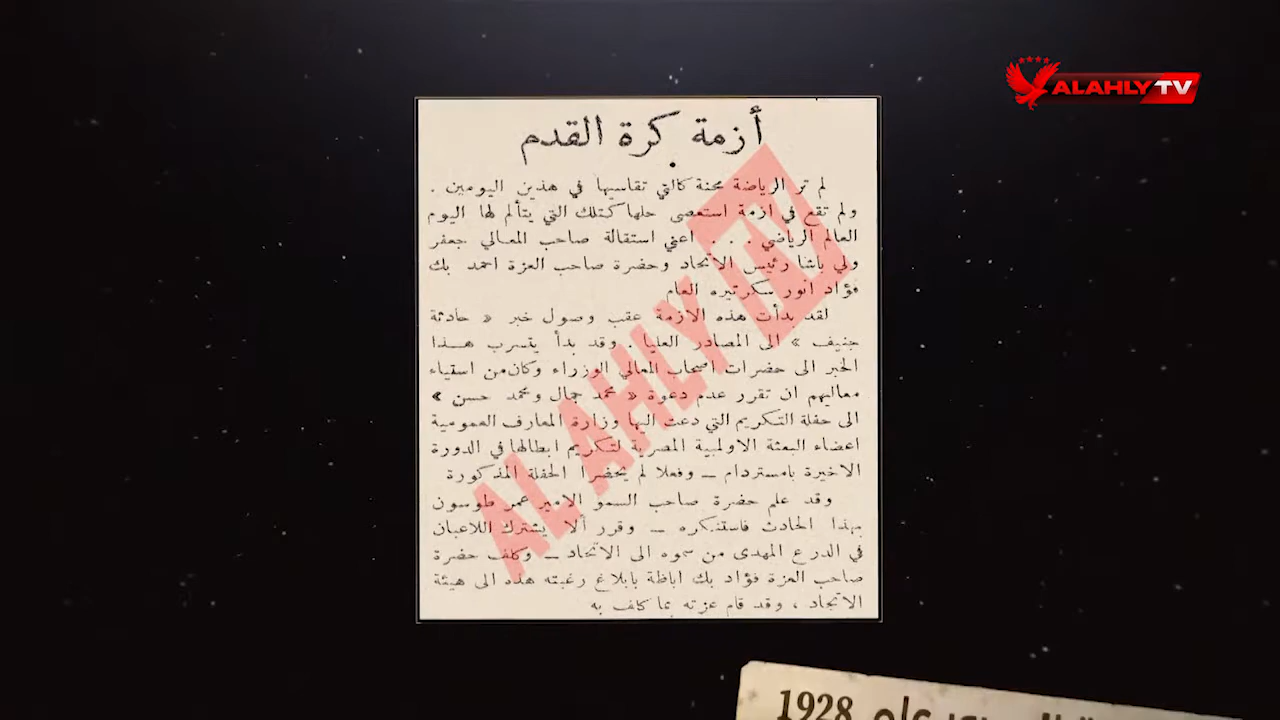 ALAHLY TV
أزمة كرة القدم
لم تر الرياضة محنة كالتي تقاسيها في هذين اليومين .
ولم تقع في ازمة استعصى حلها كتلك التي يتألم لها اليوم
العالم الرياضي . . . اعني استقالة صاحب المعالي جعفر
ولي باشا رئيس الاتحاد وحضرة صاحب العزة احمد بك
فؤاد انور سكرتيره العام
لقد بدأت هذه الازمة عقب وصول خبر « حادثة
جنيف » الى المصادر العليا . وقد بدأ يتسرب هذا
الخبر الى حضرات اصحاب المعالي الوزراء وكان من اسقياء
معاليهم ان تقرر عدم دعوة « محمد جمال ومحمد حسن »
الى حفلة التكريم التي دعت اليها وزارة المعارف العمومية
اعضاء البعثة الاولمبية المصرية لتكريم ابطالها في الدورة
الاخيرة بامستردام — وفعلا لم يحضرا الحفلة المذكورة
وقد علم حضرة صاحب السمو الامير عمر طوسون
بهذا الحادث فاستنكره — وقرر ألا يشترك اللاعبان
في الدرع المهدى من سموه الى الاتحاد — وكلف حضرة
صاحب العزة فؤاد بك اباظة بابلاغ رغبته هذه الى هيئة
الاتحاد ، وقد قام عزته بما كلف به
AL AHLY TV
1928